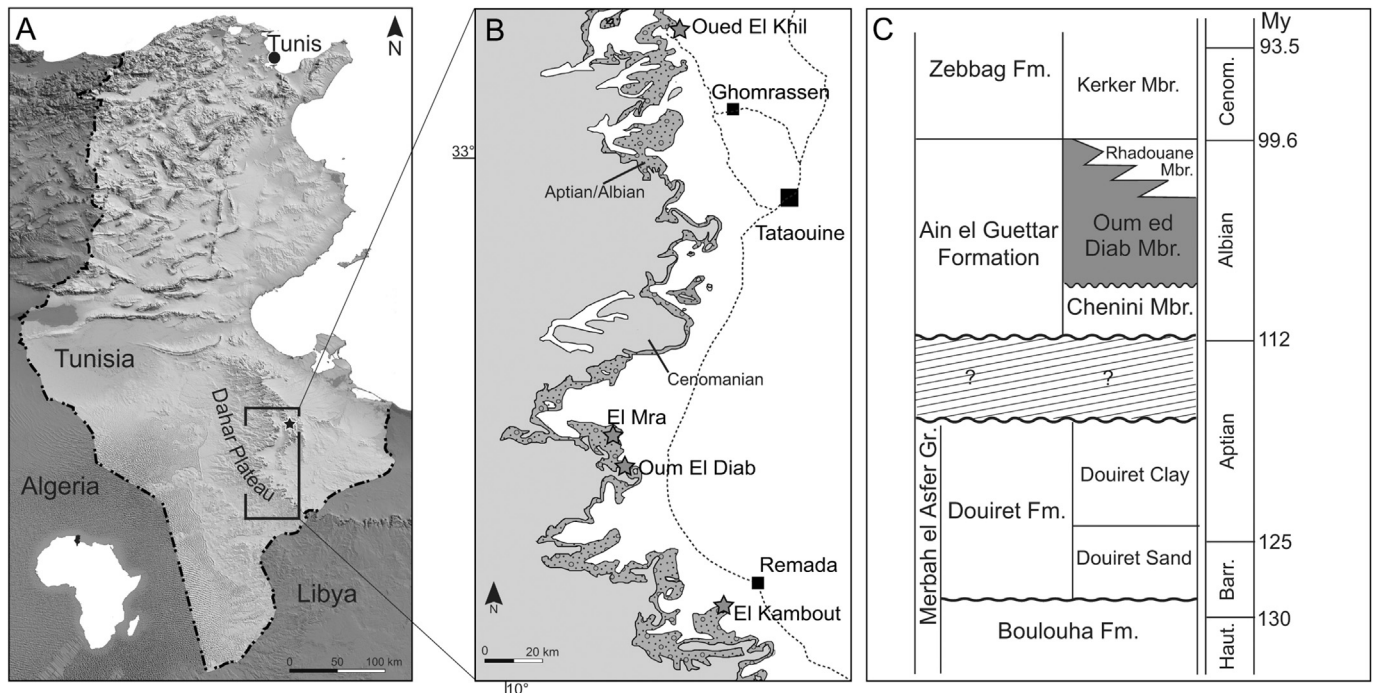 A
N
Tunis
Tunisia
Dahar Plateau
Algeria
Libya
0 50 100 km
B
Oued El Khil
Ghomrassen
33°
Aptian/Albian
Tataouine
Cenomanian
El Mra
Oum El Diab
Remada
N
El Kambout
0 20 km
10°
C
My
93.5
Zebbag Fm.
Kerker Mbr.
Cenom.
99.6
Rhadouane
Mbr.
Ain el Guettar
Formation
Oum ed
Diab Mbr.
Albian
Chenini Mbr.
112
? ?
Merbah el Asfer Gr.
Douiret Fm.
Douiret Clay
Aptian
125
Douiret Sand
Barr.
130
Boulouha Fm.
Haut.